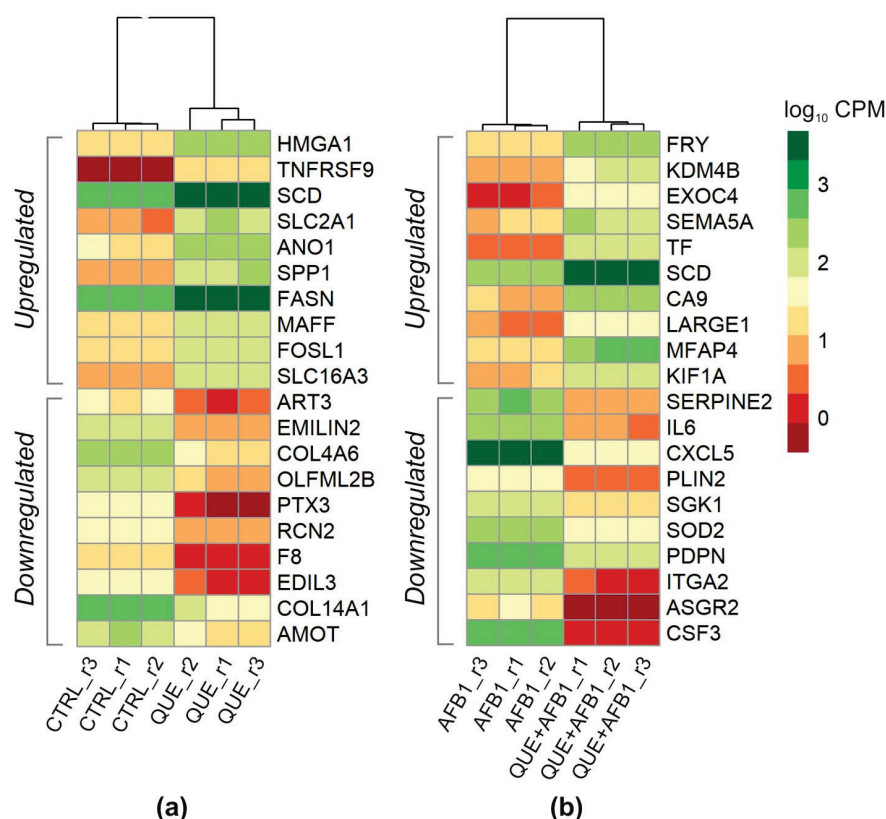 log₁₀ CPM
3
2
1
0
Upregulated
HMGA1
TNFRSF9
SCD
SLC2A1
ANO1
SPP1
FASN
MAFF
FOSL1
SLC16A3
Downregulated
ART3
EMILIN2
COL4A6
OLFML2B
PTX3
RCN2
F8
EDIL3
COL14A1
AMOT
CTRL_r3
CTRL_r1
CTRL_r2
QUE_r2
QUE_r1
QUE_r3
(a)
Upregulated
FRY
KDM4B
EXOC4
SEMA5A
TF
SCD
CA9
LARGE1
MFAP4
KIF1A
Downregulated
SERPINE2
IL6
CXCL5
PLIN2
SGK1
SOD2
PDPN
ITGA2
ASGR2
CSF3
AFB1_r3
AFB1_r1
AFB1_r2
QUE+AFB1_r1
QUE+AFB1_r2
QUE+AFB1_r3
(b)